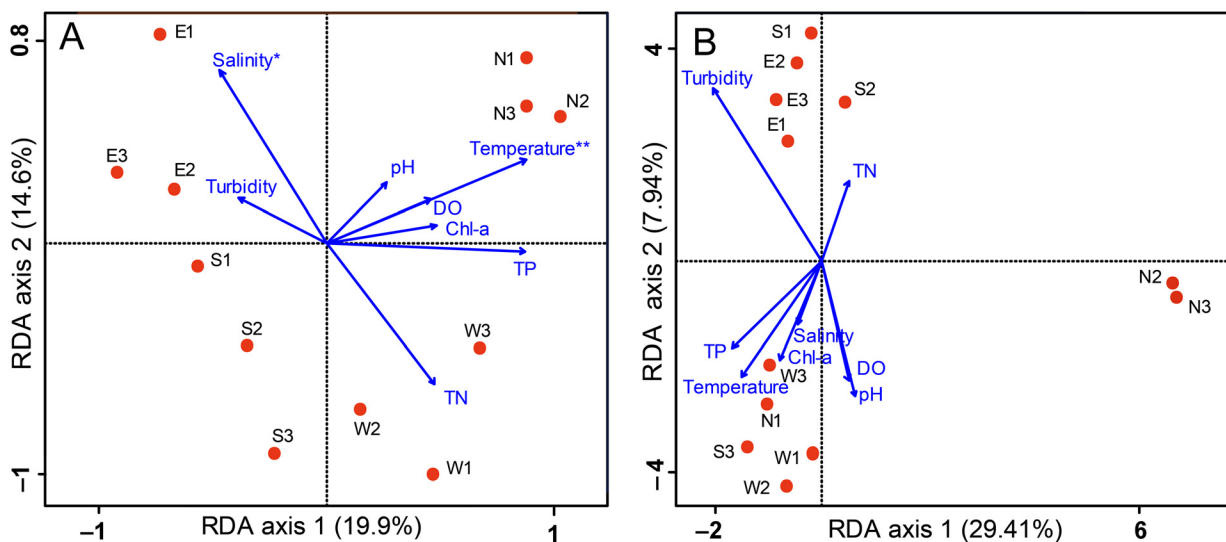 A
0.8
E1
Salinity*
N1
N3
N2
Temperature**
E3
E2
pH
Turbidity
DO
Chl-a
TP
S1
S2
W3
TN
W2
S3
W1
–1
RDA axis 2 (14.6%)
–1
RDA axis 1 (19.9%)
1
B
4
S1
E2
Turbidity
E3
S2
E1
TN
N2
N3
Salinity
TP
Chl-a
W3
DO
Temperature
pH
N1
S3
W1
W2
–4
RDA axis 2 (7.94%)
–2
RDA axis 1 (29.41%)
6